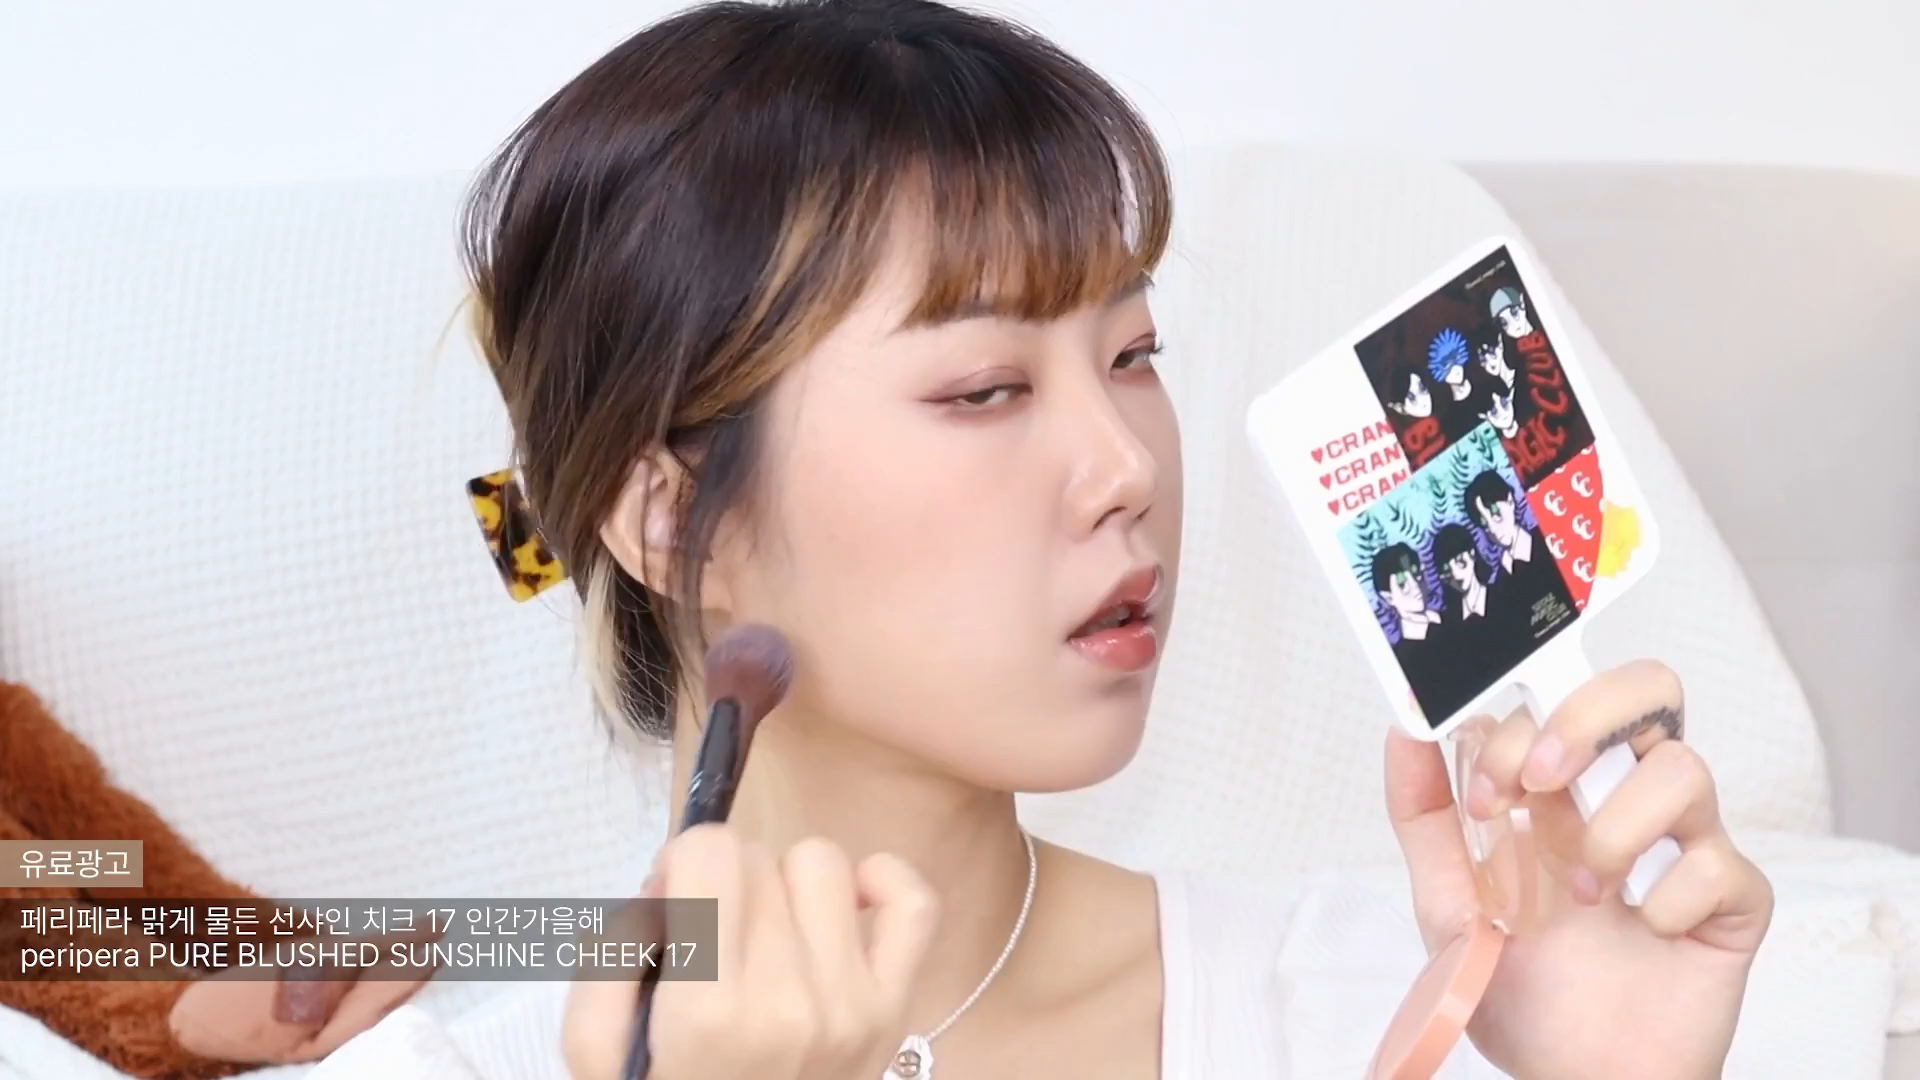 ♥CRAN
♥CRAN
♥CRAN
유료광고
페리페라 맑게 물든 선샤인 치크 17 인간가을해
peripera PURE BLUSHED SUNSHINE CHEEK 17